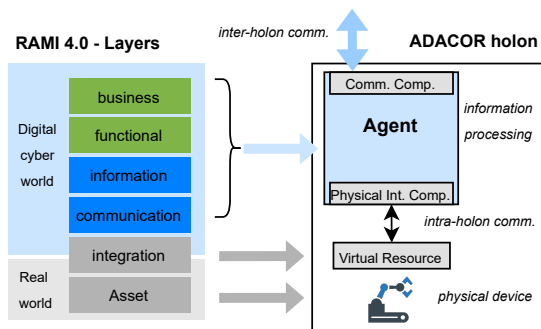 RAMI 4.0 - Layers
business
functional
information
communication
integration
Asset
Digital
cyber
world
Real
world
inter-holon comm.
ADACOR holon
Comm. Comp.
Agent
information
processing
Physical Int. Comp.
intra-holon comm.
Virtual Resource
physical device